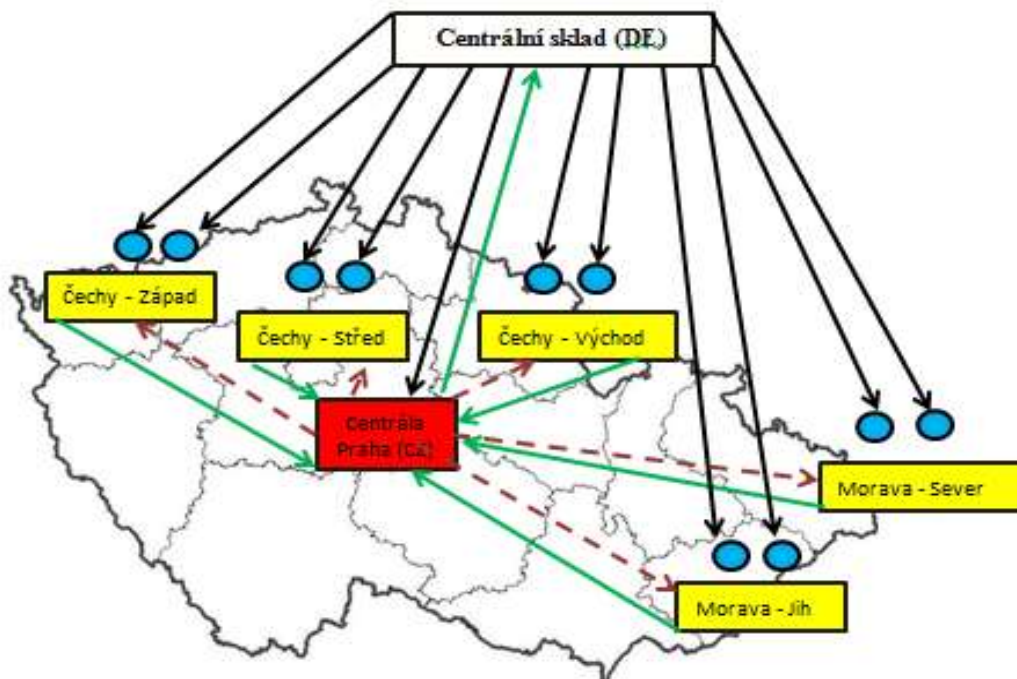 Centrální sklad (DE)
Čechy - Západ
Čechy - Střed
Čechy - Východ
Centrála
Praha (CZ)
Morava - Sever
Morava - Jih